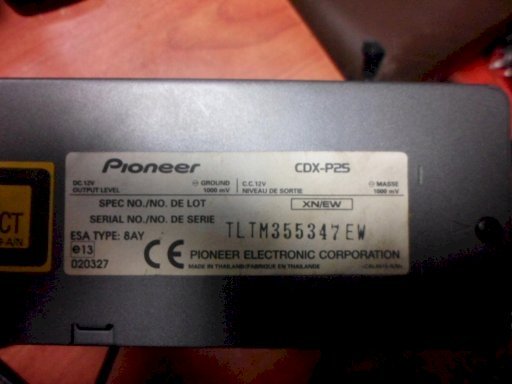 Pioneer CDX-P25
DC.12V ⊖ GROUND C.C.12V ⊖ MASSE
OUTPUT LEVEL 1000 mV NIVEAU DE SORTIE 1000 mV
SPEC NO./NO. DE LOT XN/EW
SERIAL NO./NO. DE SERIE TLTM355347EW
ESA TYPE: 8AY
e13
020327
CE PIONEER ELECTRONIC CORPORATION
MADE IN THAILAND/FABRIQUE EN THAILANDE
CT